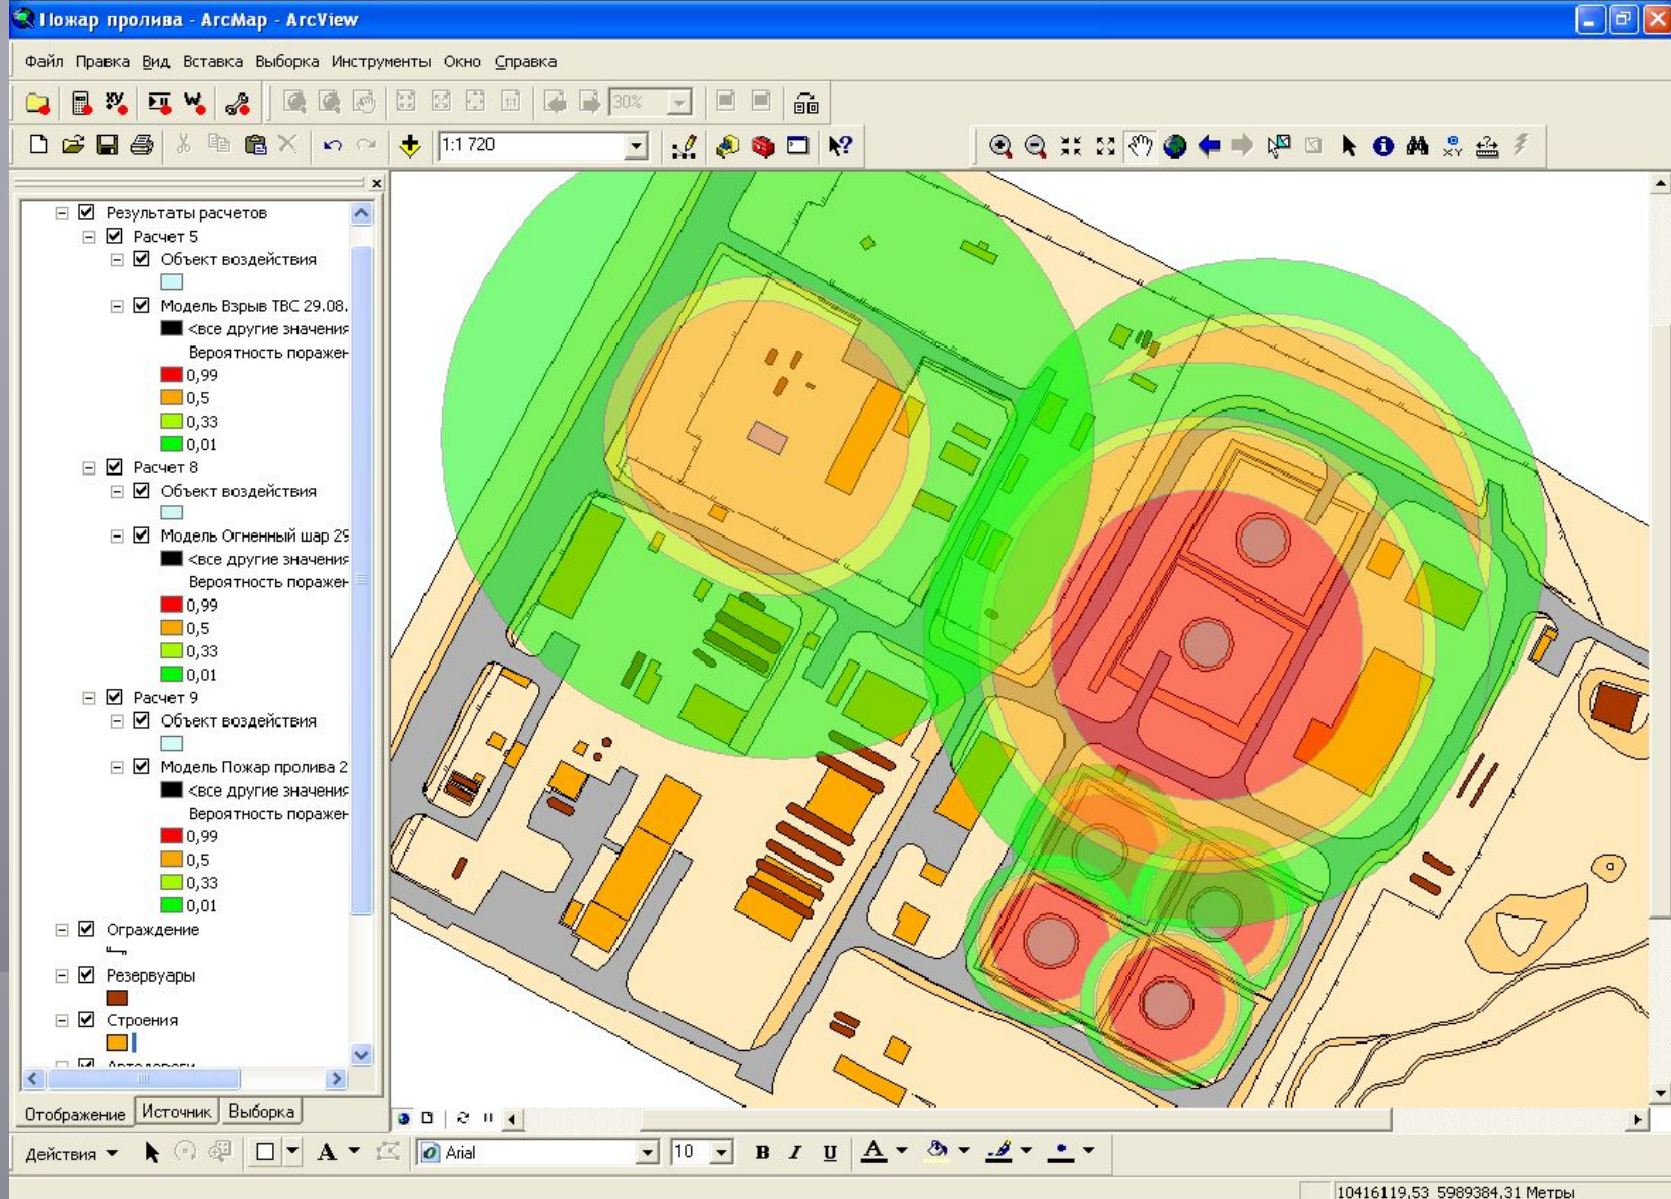 Пожар пролива - ArcMap - ArcView
Файл Правка Вид Вставка Выборка Инструменты Окно Справка
30%
1:1 720
Результаты расчетов
Расчет 5
Объект воздействия
Модель Взрыв ТВС 29.08.
<все другие значения
Вероятность поражен
0,99
0,5
0,33
0,01
Расчет 8
Объект воздействия
Модель Огненный шар 29
<все другие значения
Вероятность поражен
0,99
0,5
0,33
0,01
Расчет 9
Объект воздействия
Модель Пожар пролива 2
<все другие значения
Вероятность поражен
0,99
0,5
0,33
0,01
Ограждение
Резервуары
Строения
Отображение Источник Выборка
Действия A Arial 10 B I U A
10416119,53 5989384,31 Метры